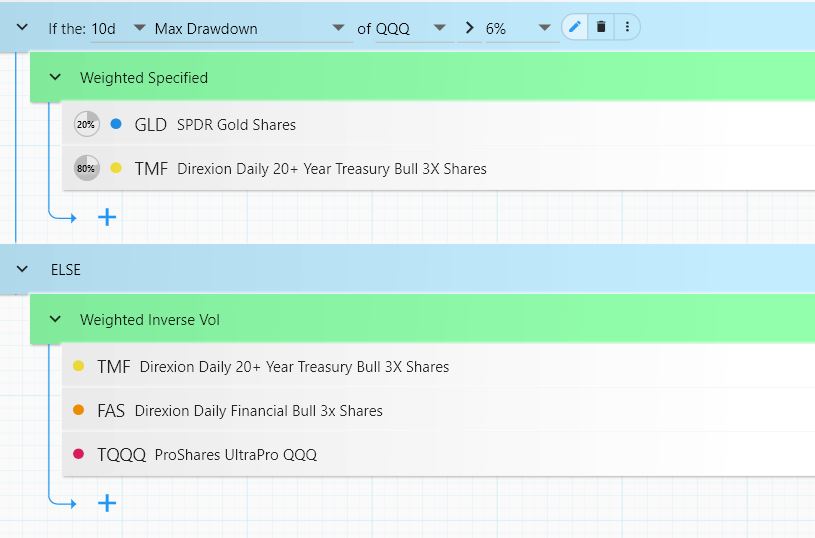 If the: 10d Max Drawdown of QQQ > 6%
Weighted Specified
20% GLD SPDR Gold Shares
80% TMF Direxion Daily 20+ Year Treasury Bull 3X Shares
ELSE
Weighted Inverse Vol
TMF Direxion Daily 20+ Year Treasury Bull 3X Shares
FAS Direxion Daily Financial Bull 3x Shares
TQQQ ProShares UltraPro QQQ